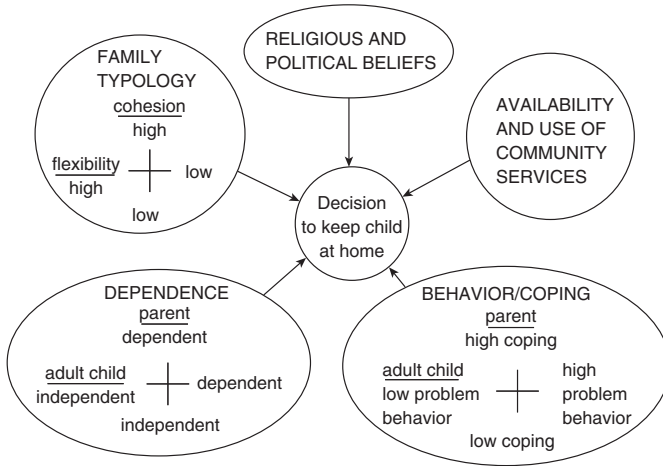 FAMILY
TYPOLOGY
cohesion
high
flexibility
high
low
low
RELIGIOUS AND
POLITICAL BELIEFS
AVAILABILITY
AND USE OF
COMMUNITY
SERVICES
Decision
to keep child
at home
DEPENDENCE
parent
dependent
adult child
independent
dependent
independent
BEHAVIOR/COPING
parent
high coping
adult child
low problem
behavior
high
problem
behavior
low coping